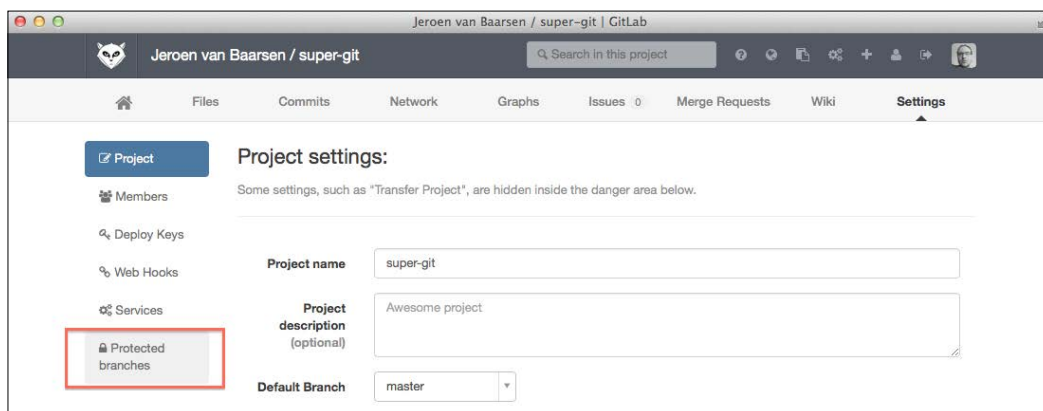 Jeroen van Baarsen / super-git | GitLab
Jeroen van Baarsen / super-git
Search in this project
Files Commits Network Graphs Issues 0 Merge Requests Wiki Settings
Project
Members
Deploy Keys
Web Hooks
Services
Protected
branches
Project settings:
Some settings, such as "Transfer Project", are hidden inside the danger area below.
Project name super-git
Project
description
(optional)
Awesome project
Default Branch master